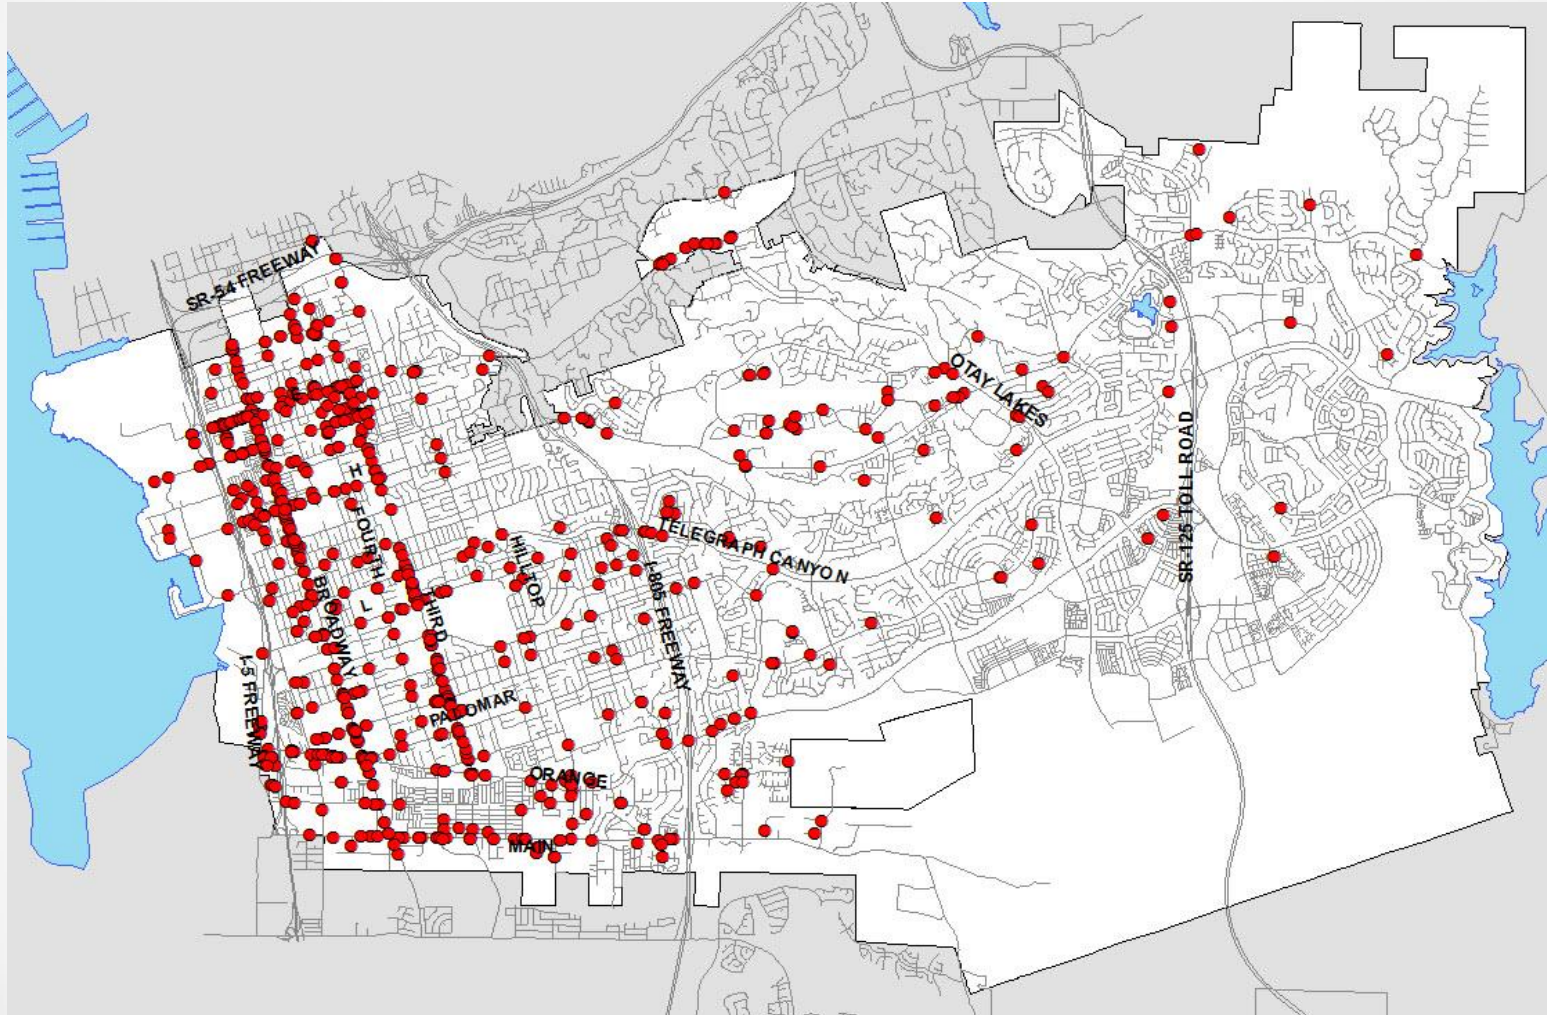 SR-54 FREEWAY
E
OTAY LAKES
H
FOURTH
TELEGRAPH CANYON
SR-125 TOLL ROAD
HILLTOP
I-805 FREEWAY
BROADWAY
L
THIRD
I-5 FREEWAY
PALOMAR
ORANGE
MAIN